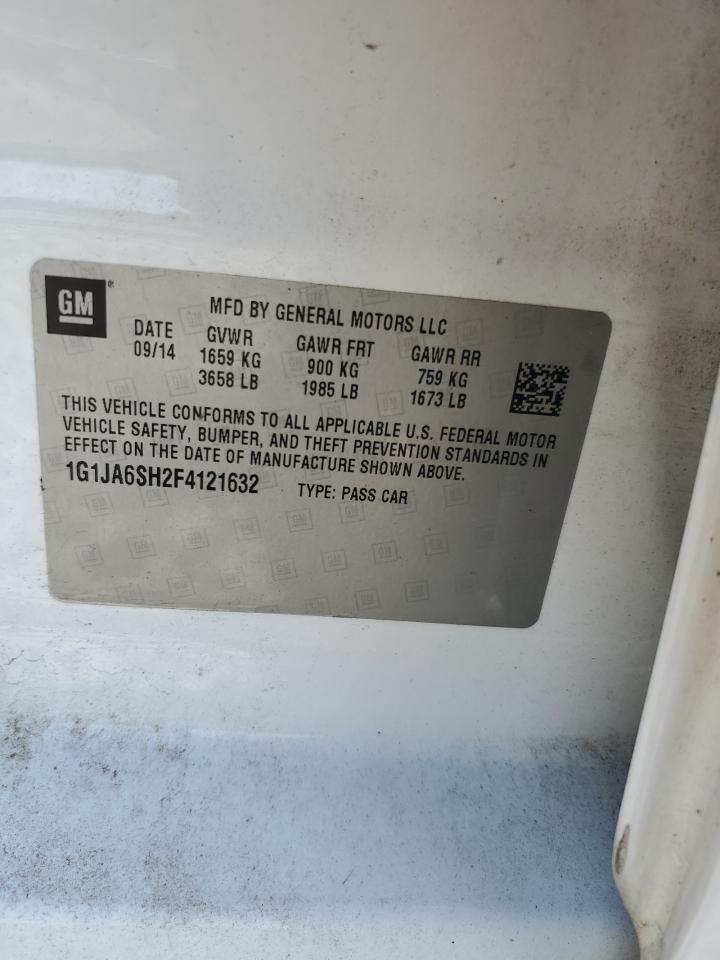 GM®
MFD BY GENERAL MOTORS LLC
DATE GVWR GAWR FRT GAWR RR
09/14 1659 KG 900 KG 759 KG
3658 LB 1985 LB 1673 LB
THIS VEHICLE CONFORMS TO ALL APPLICABLE U.S. FEDERAL MOTOR
VEHICLE SAFETY, BUMPER, AND THEFT PREVENTION STANDARDS IN
EFFECT ON THE DATE OF MANUFACTURE SHOWN ABOVE.
1G1JA6SH2F4121632 TYPE: PASS CAR